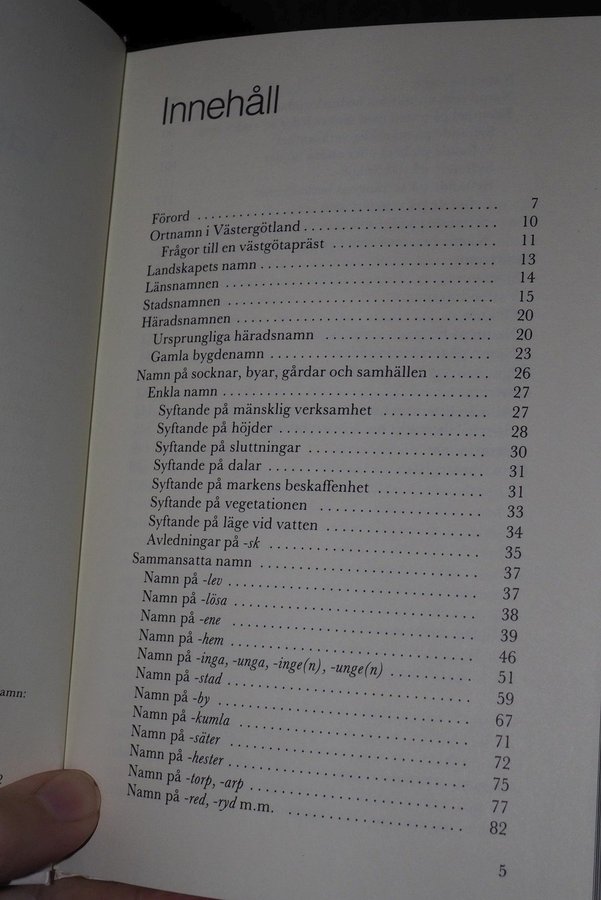 Innehåll
Förord ........ 7
Ortnamn i Västergötland ........ 10
Frågor till en västgötapräst ........ 11
Landskapets namn ........ 13
Länsnamnen ........ 14
Stadsnamnen ........ 15
Häradsnamnen ........ 20
Ursprungliga häradsnamn ........ 20
Gamla bygdenamn ........ 23
Namn på socknar, byar, gårdar och samhällen ........ 26
Enkla namn ........ 27
Syftande på mänsklig verksamhet ........ 27
Syftande på höjder ........ 28
Syftande på sluttningar ........ 30
Syftande på dalar ........ 31
Syftande på markens beskaffenhet ........ 31
Syftande på vegetationen ........ 33
Syftande på läge vid vatten ........ 34
Avledningar på -sk ........ 35
Sammansatta namn ........ 37
Namn på -lev ........ 37
Namn på -lösa ........ 38
Namn på -ene ........ 39
Namn på -hem ........ 46
Namn på -inga, -unga, -inge(n), -unge(n) ........ 51
Namn på -stad ........ 59
Namn på -by ........ 67
Namn på -kumla ........ 71
Namn på -säter ........ 72
Namn på -hester ........ 75
Namn på -torp, -arp ........ 77
Namn på -red, -ryd m.m. ........ 82
5
amn: